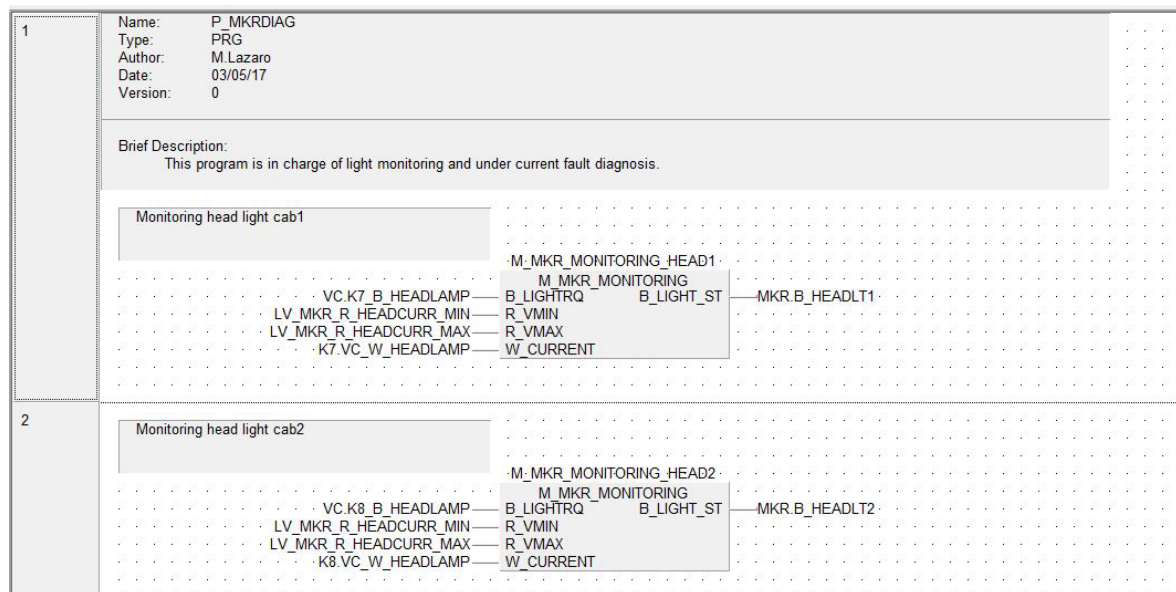 1
Name: P_MKRDIAG
Type: PRG
Author: M.Lazaro
Date: 03/05/17
Version: 0
Brief Description:
This program is in charge of light monitoring and under current fault diagnosis.
Monitoring head light cab1
M_MKR_MONITORING_HEAD1
M_MKR_MONITORING
VC.K7_B_HEADLAMP B_LIGHTRQ B_LIGHT_ST MKR.B_HEADLT1
LV_MKR_R_HEADCURR_MIN R_VMIN
LV_MKR_R_HEADCURR_MAX R_VMAX
K7.VC_W_HEADLAMP W_CURRENT
2
Monitoring head light cab2
M_MKR_MONITORING_HEAD2
M_MKR_MONITORING
VC.K8_B_HEADLAMP B_LIGHTRQ B_LIGHT_ST MKR.B_HEADLT2
LV_MKR_R_HEADCURR_MIN R_VMIN
LV_MKR_R_HEADCURR_MAX R_VMAX
K8.VC_W_HEADLAMP W_CURRENT